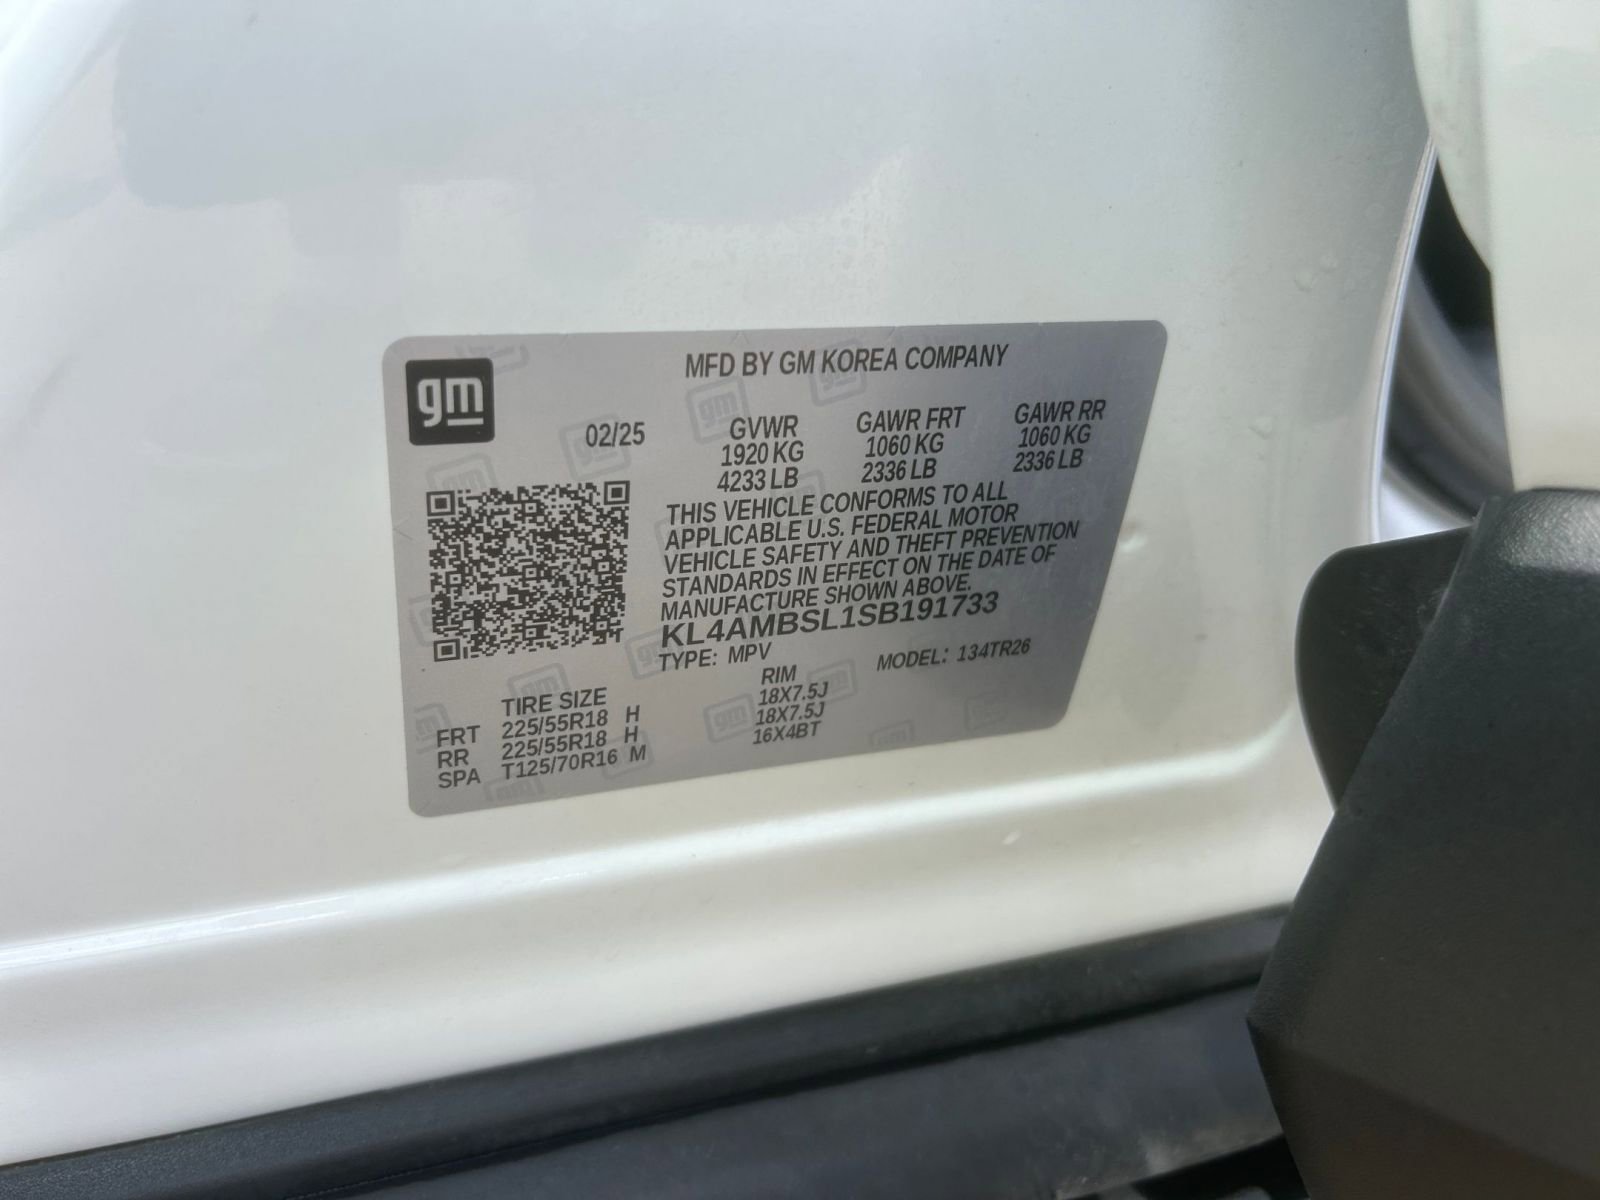 gm
MFD BY GM KOREA COMPANY
02/25
GVWR GAWR FRT GAWR RR
1920 KG 1060 KG 1060 KG
4233 LB 2336 LB 2336 LB
THIS VEHICLE CONFORMS TO ALL
APPLICABLE U.S. FEDERAL MOTOR
VEHICLE SAFETY AND THEFT PREVENTION
STANDARDS IN EFFECT ON THE DATE OF
MANUFACTURE SHOWN ABOVE.
KL4AMBSL1SB191733
TYPE: MPV MODEL: 134TR26
TIRE SIZE RIM
FRT 225/55R18 H 18X7.5J
RR 225/55R18 H 18X7.5J
SPA T125/70R16 M 16X4BT